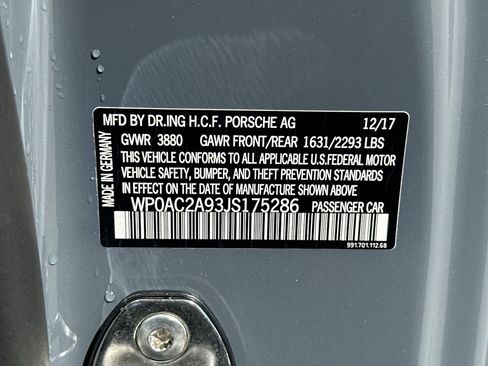 MFD BY DR.ING H.C.F. PORSCHE AG 12/17
GVWR 3880 GAWR FRONT/REAR 1631/2293 LBS
THIS VEHICLE CONFORMS TO ALL APPLICABLE U.S.FEDERAL MOTOR
VEHICLE SAFETY, BUMPER, AND THEFT PREVENTION STANDARDS
IN EFFECT ON THE DATE OF MANUFACTURE SHOWN ABOVE.
WP0AC2A93JS175286 PASSENGER CAR
991.701.112.68
MADE IN GERMANY